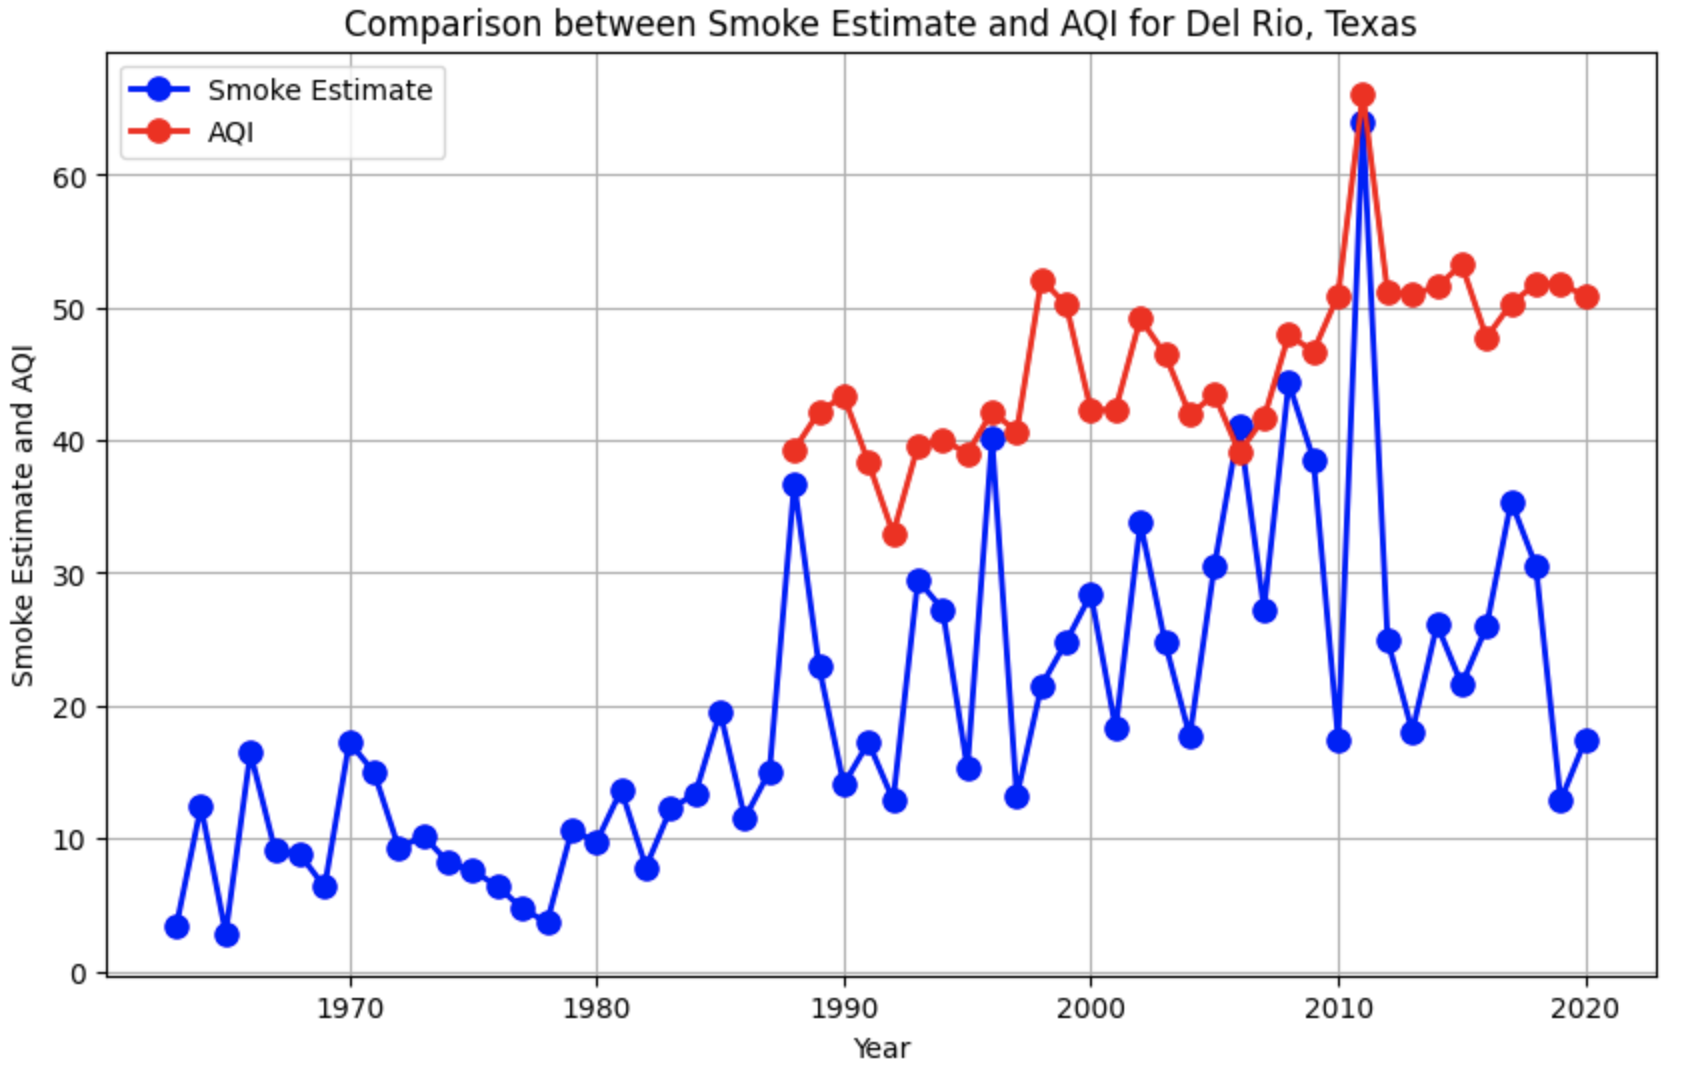 Comparison between Smoke Estimate and AQI for Del Rio, Texas
Smoke Estimate
AQI
Smoke Estimate and AQI
60
50
40
30
20
10
0
1970 1980 1990 2000 2010 2020
Year